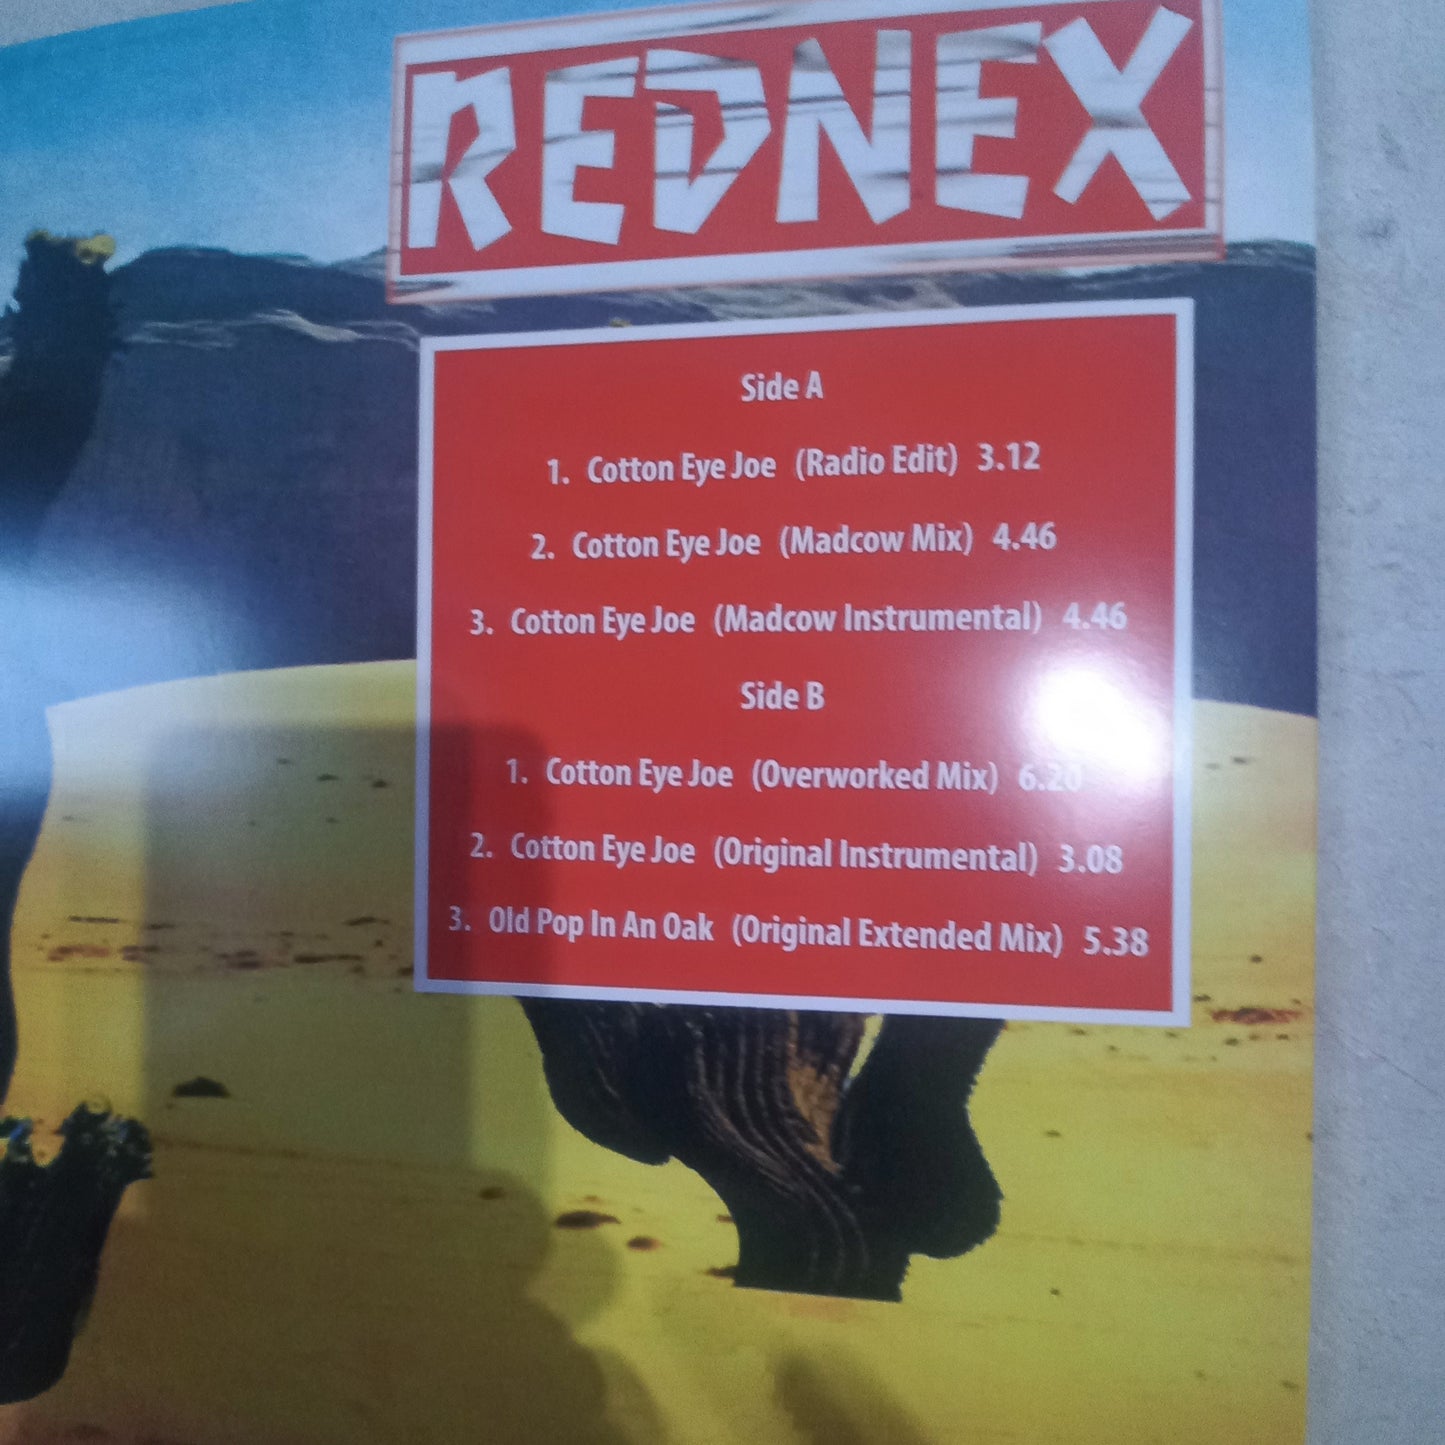 REDNEX
Side A
1. Cotton Eye Joe (Radio Edit) 3.12
2. Cotton Eye Joe (Madcow Mix) 4.46
3. Cotton Eye Joe (Madcow Instrumental) 4.46
Side B
1. Cotton Eye Joe (Overworked Mix) 6.20
2. Cotton Eye Joe (Original Instrumental) 3.08
3. Old Pop In An Oak (Original Extended Mix) 5.38